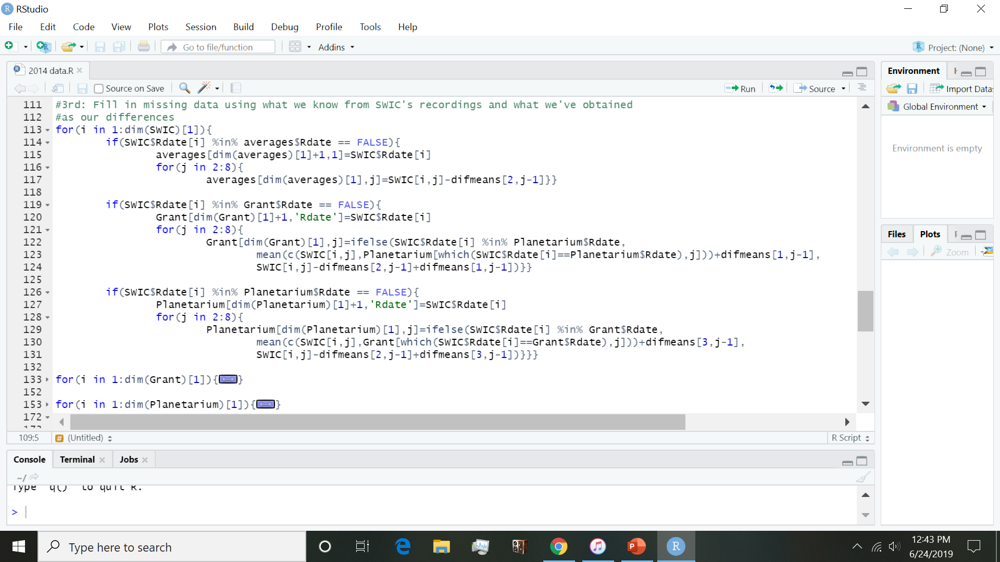 RStudio
File Edit Code View Plots Session Build Debug Profile Tools Help
Go to file/function Addins Project: (None)
2014 data.R
Source on Save Run Source
111 #3rd: Fill in missing data using what we know from SWIC's recordings and what we've obtained
112 #as our differences
113 for(i in 1:dim(SWIC)[1]){
114 if(SWIC$Rdate[i] %in% averages$Rdate == FALSE){
115 averages[dim(averages)[1]+1,1]=SWIC$Rdate[i]
116 for(j in 2:8){
117 averages[dim(averages)[1],j]=SWIC[i,j]-difmeans[2,j-1]}}
118
119 if(SWIC$Rdate[i] %in% Grant$Rdate == FALSE){
120 Grant[dim(Grant)[1]+1,'Rdate']=SWIC$Rdate[i]
121 for(j in 2:8){
122 Grant[dim(Grant)[1],j]=ifelse(SWIC$Rdate[i] %in% Planetarium$Rdate,
123 mean(c(SWIC[i,j],Planetarium[which(SWIC$Rdate[i]==Planetarium$Rdate),j]))+difmeans[1,j-1],
124 SWIC[i,j]-difmeans[2,j-1]+difmeans[1,j-1])}}
125
126 if(SWIC$Rdate[i] %in% Planetarium$Rdate == FALSE){
127 Planetarium[dim(Planetarium)[1]+1,'Rdate']=SWIC$Rdate[i]
128 for(j in 2:8){
129 Planetarium[dim(Planetarium)[1],j]=ifelse(SWIC$Rdate[i] %in% Grant$Rdate,
130 mean(c(SWIC[i,j],Grant[which(SWIC$Rdate[i]==Grant$Rdate),j]))+difmeans[3,j-1],
131 SWIC[i,j]-difmeans[2,j-1]+difmeans[3,j-1])}}}
132
133 for(i in 1:dim(Grant)[1]){}
152
153 for(i in 1:dim(Planetarium)[1]){}
172
109:5 (Untitled) R Script
Console Terminal Jobs
~/
Type 'q()' to quit R.
>
Environment
Import Data
Global Environment
Environment is empty
Files Plots
Zoom
Type here to search
12:43 PM
6/24/2019